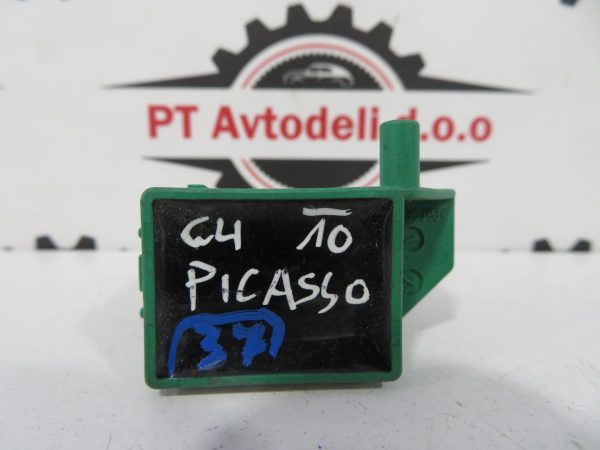 PT Avtodeli d.o.o
C4 10
PICASSO
37